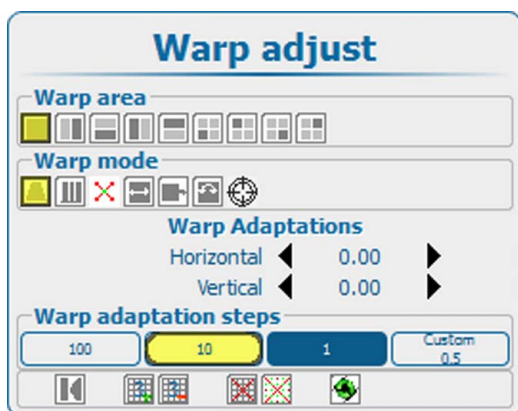 Warp adjust
Warp area
Warp mode
Warp Adaptations
Horizontal 0.00
Vertical 0.00
Warp adaptation steps
100 10 1 Custom 0.5